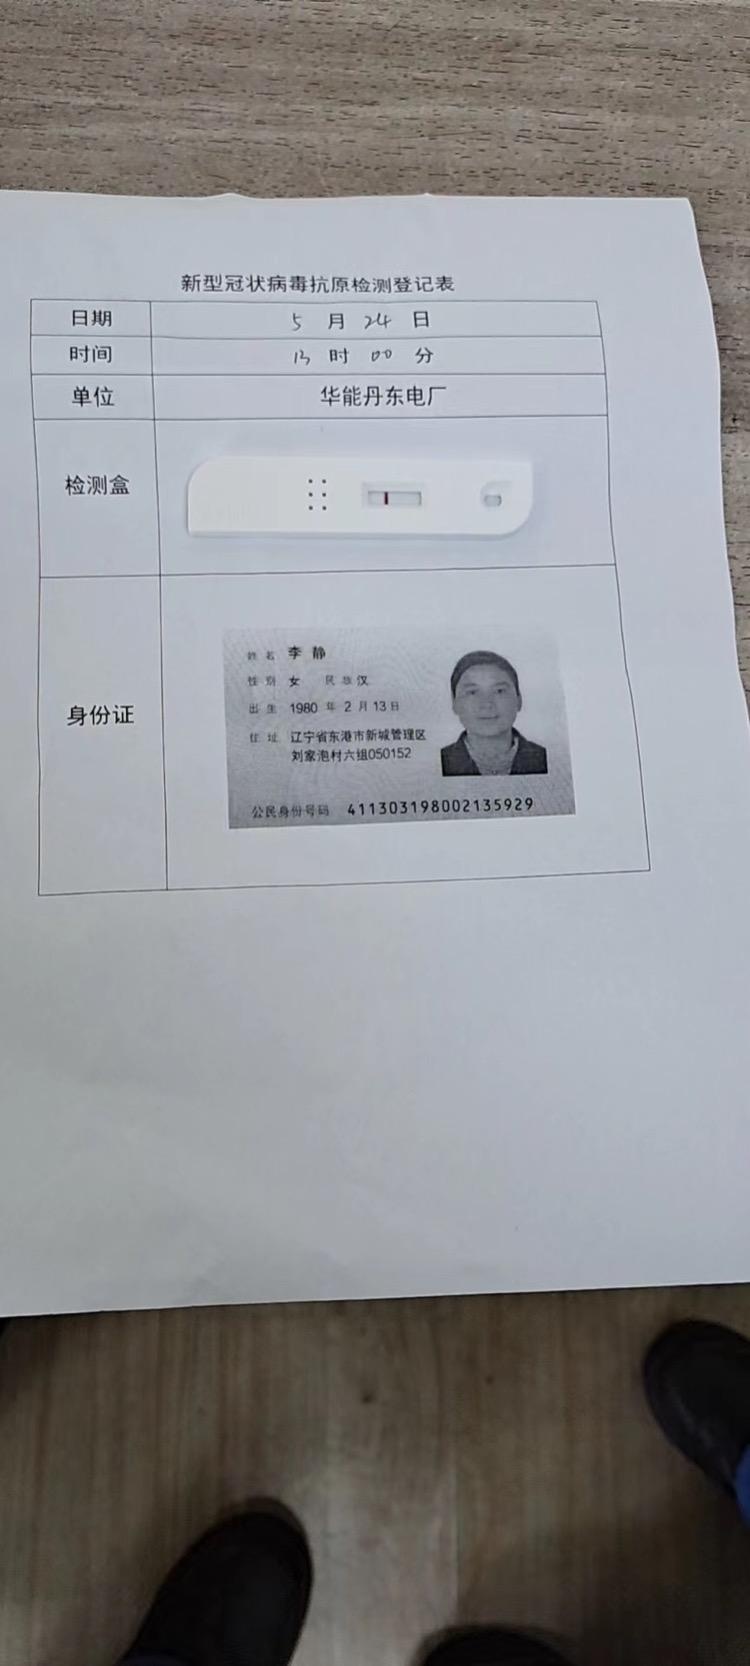 新型冠状病毒抗原检测登记表
日期 5 月 24 日
时间 13 时 00 分
单位 华能丹东电厂
检测盒
身份证
姓名 李静
性别 女 民族 汉
出生 1980 年 2 月 13 日
住址 辽宁省东港市新城管理区
刘家泡村六组050152
公民身份号码 411303198002135929